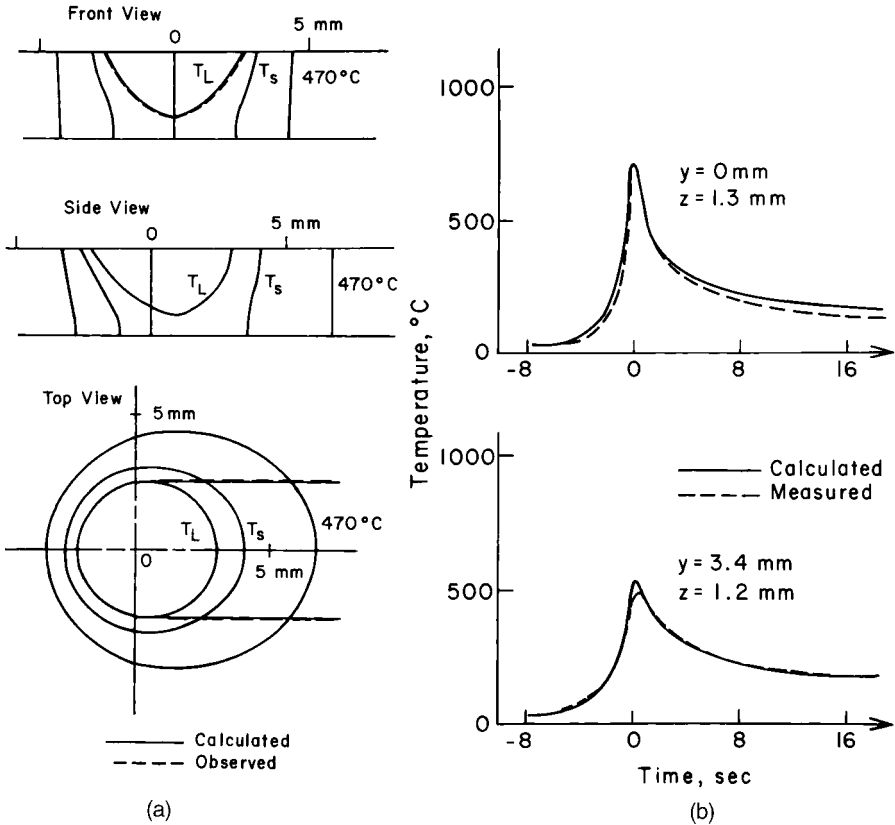 Front View
0
5 mm
T_L
T_s
470°C
Side View
0
5 mm
T_L
T_s
470°C
Top View
5 mm
T_L
T_s
470°C
0
5 mm
Calculated
Observed
(a)
Temperature, °C
1000
500
0
-8
0
8
16
y = 0 mm
z = 1.3 mm
1000
500
0
-8
0
8
16
Calculated
Measured
y = 3.4 mm
z = 1.2 mm
Time, sec
(b)